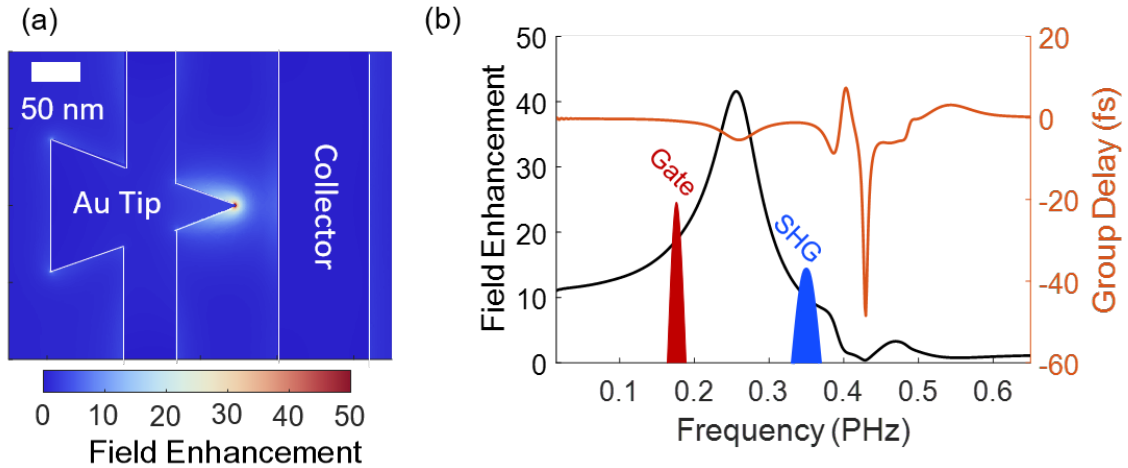 (a)
50 nm
Au Tip
Collector
0 10 20 30 40 50
Field Enhancement
(b)
50
40
30
20
10
0
Field Enhancement
Gate
SHG
20
0
-20
-40
-60
Group Delay (fs)
0.1 0.2 0.3 0.4 0.5 0.6
Frequency (PHz)